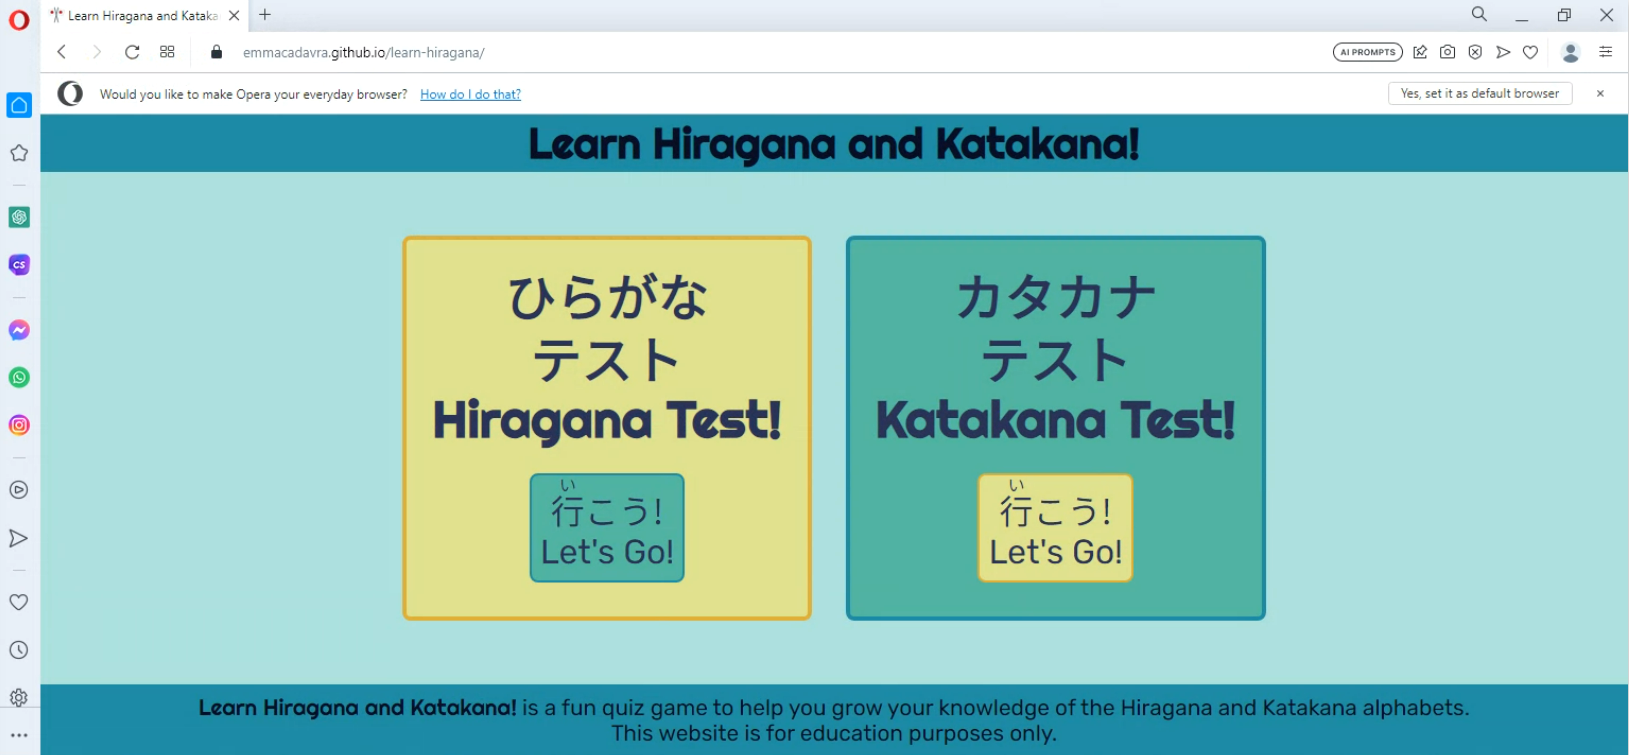 Learn Hiragana and Kataka
emmacadavra.github.io/learn-hiragana/
AI PROMPTS
Would you like to make Opera your everyday browser? How do I do that?
Yes, set it as default browser
Learn Hiragana and Katakana!
ひらがな
テスト
Hiragana Test!
い
行こう!
Let's Go!
カタカナ
テスト
Katakana Test!
い
行こう!
Let's Go!
CS
Learn Hiragana and Katakana! is a fun quiz game to help you grow your knowledge of the Hiragana and Katakana alphabets.
This website is for education purposes only.